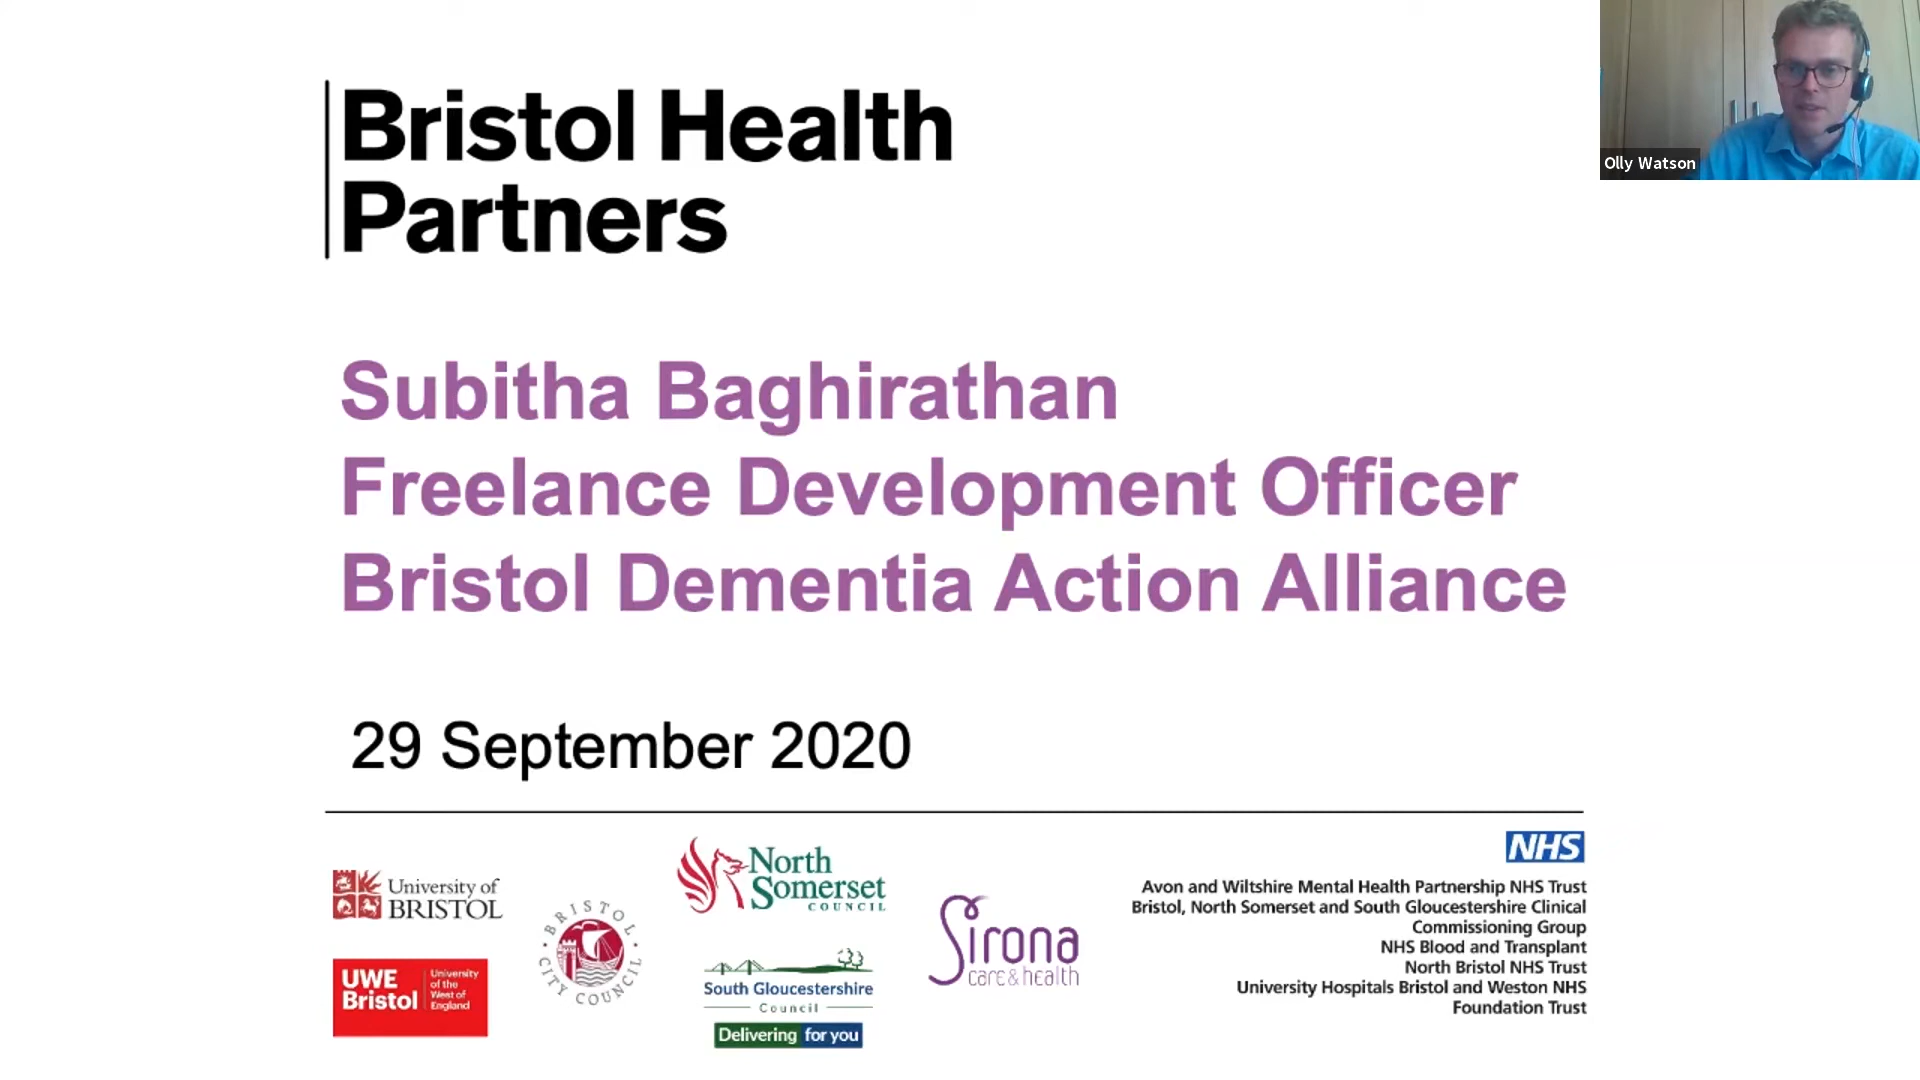 Bristol Health
Partners
Olly Watson
Subitha Baghirathan
Freelance Development Officer
Bristol Dementia Action Alliance
29 September 2020
University of
BRISTOL
UWE
Bristol
University
of the
West of
England
BRISTOL
CITY COUNCIL
North
Somerset
COUNCIL
South Gloucestershire
Council
Delivering for you
Sirona
care & health
NHS
Avon and Wiltshire Mental Health Partnership NHS Trust
Bristol, North Somerset and South Gloucestershire Clinical
Commissioning Group
NHS Blood and Transplant
North Bristol NHS Trust
University Hospitals Bristol and Weston NHS
Foundation Trust